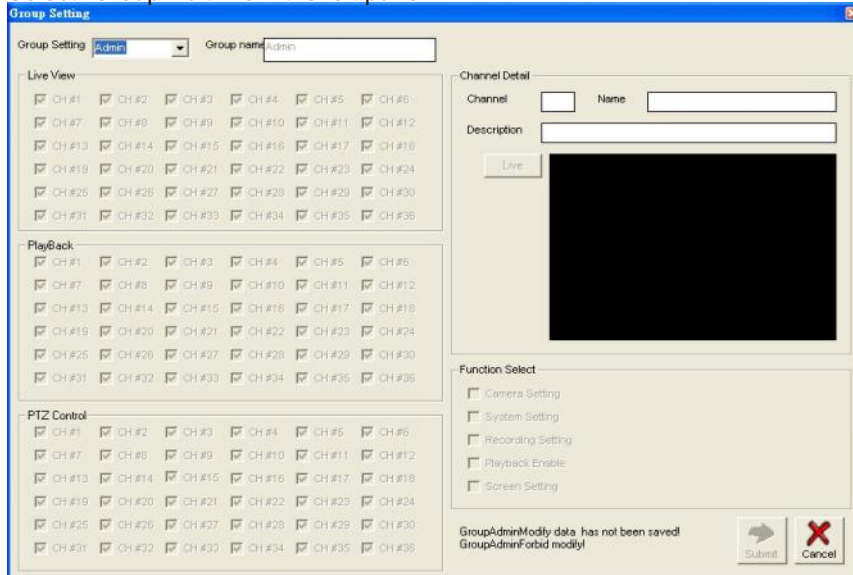 Group Setting
Group Setting Admin Group name Admin
Live View
CH #1 CH #2 CH #3 CH #4 CH #5 CH #6
CH #7 CH #8 CH #9 CH #10 CH #11 CH #12
CH #13 CH #14 CH #15 CH #16 CH #17 CH #18
CH #19 CH #20 CH #21 CH #22 CH #23 CH #24
CH #25 CH #26 CH #27 CH #28 CH #29 CH #30
CH #31 CH #32 CH #33 CH #34 CH #35 CH #36
PlayBack
CH #1 CH #2 CH #3 CH #4 CH #5 CH #6
CH #7 CH #8 CH #9 CH #10 CH #11 CH #12
CH #13 CH #14 CH #15 CH #16 CH #17 CH #18
CH #19 CH #20 CH #21 CH #22 CH #23 CH #24
CH #25 CH #26 CH #27 CH #28 CH #29 CH #30
CH #31 CH #32 CH #33 CH #34 CH #35 CH #36
PTZ Control
CH #1 CH #2 CH #3 CH #4 CH #5 CH #6
CH #7 CH #8 CH #9 CH #10 CH #11 CH #12
CH #13 CH #14 CH #15 CH #16 CH #17 CH #18
CH #19 CH #20 CH #21 CH #22 CH #23 CH #24
CH #25 CH #26 CH #27 CH #28 CH #29 CH #30
CH #31 CH #32 CH #33 CH #34 CH #35 CH #36
Channel Detail
Channel Name
Description
Live
Function Select
Camera Setting
System Setting
Recording Setting
Playback Enable
Screen Setting
GroupAdminModify data has not been saved!
GroupAdminForbid modify!
Submit Cancel